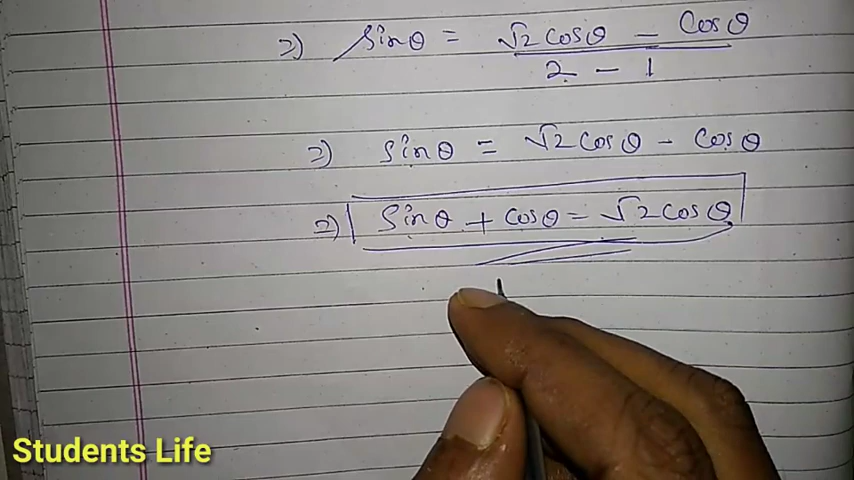 ⇒) sinθ = √2 cosθ - cosθ / 2 - 1
⇒) sinθ = √2 cosθ - cosθ
⇒) sinθ + cosθ = √2 cosθ
Students Life